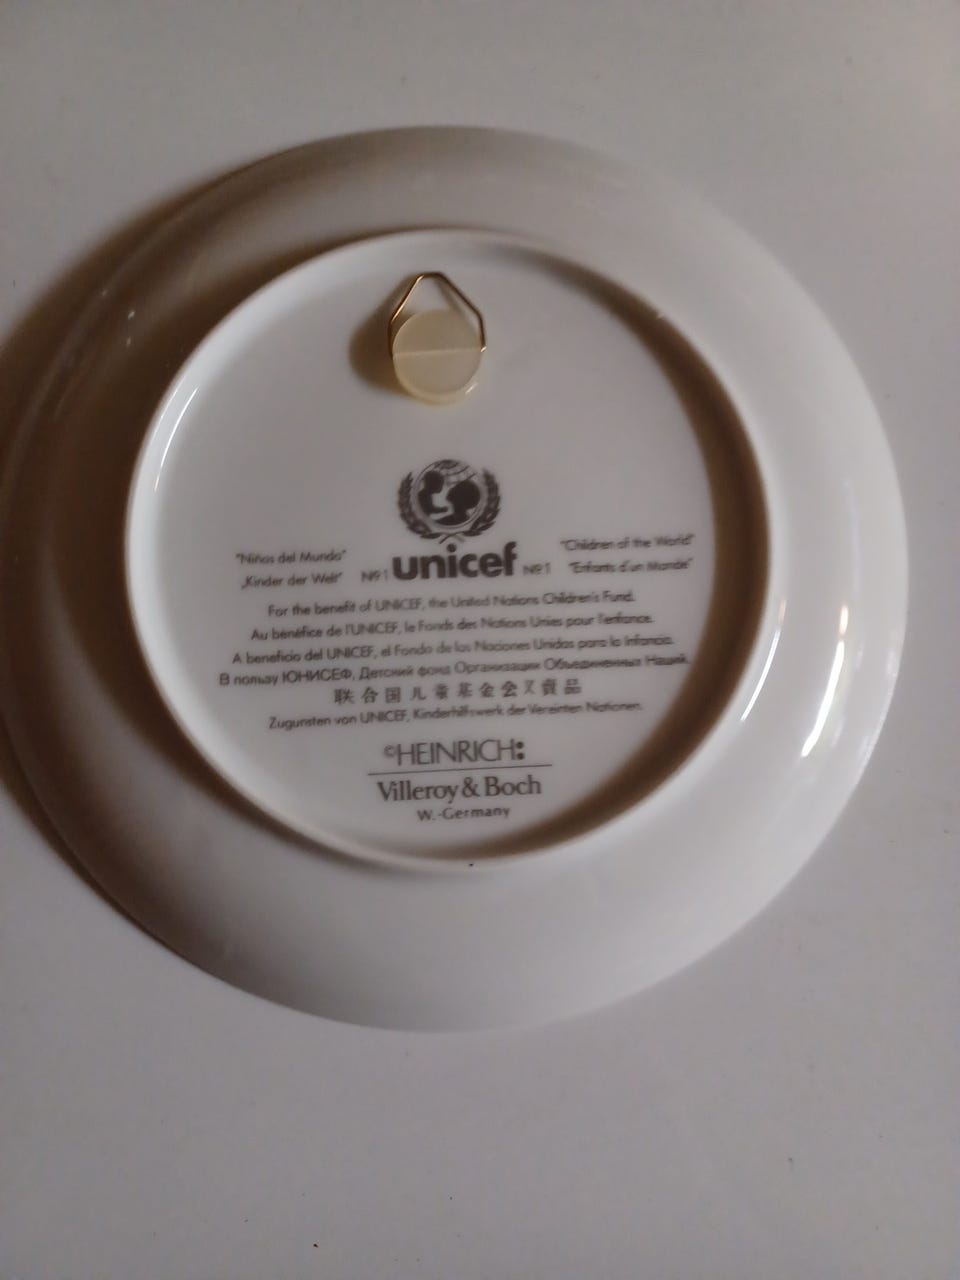 "Niños del Mundo" "Children of the World"
„Kinder der Welt" №1 unicef №1 "Enfants d'un Monde"
For the benefit of UNICEF, the United Nations Children's Fund.
Au bénéfice de l'UNICEF, le Fonds des Nations Unies pour l'enfance.
A beneficio del UNICEF, el Fondo de las Naciones Unidas para la Infancia.
В пользу ЮНИСЕФ, Детский фонд Организации Объединенных Наций.
联合国儿童基金会义賣品
Zugunsten von UNICEF, Kinderhilfswerk der Vereinten Nationen.
©HEINRICH:
Villeroy & Boch
W.-Germany